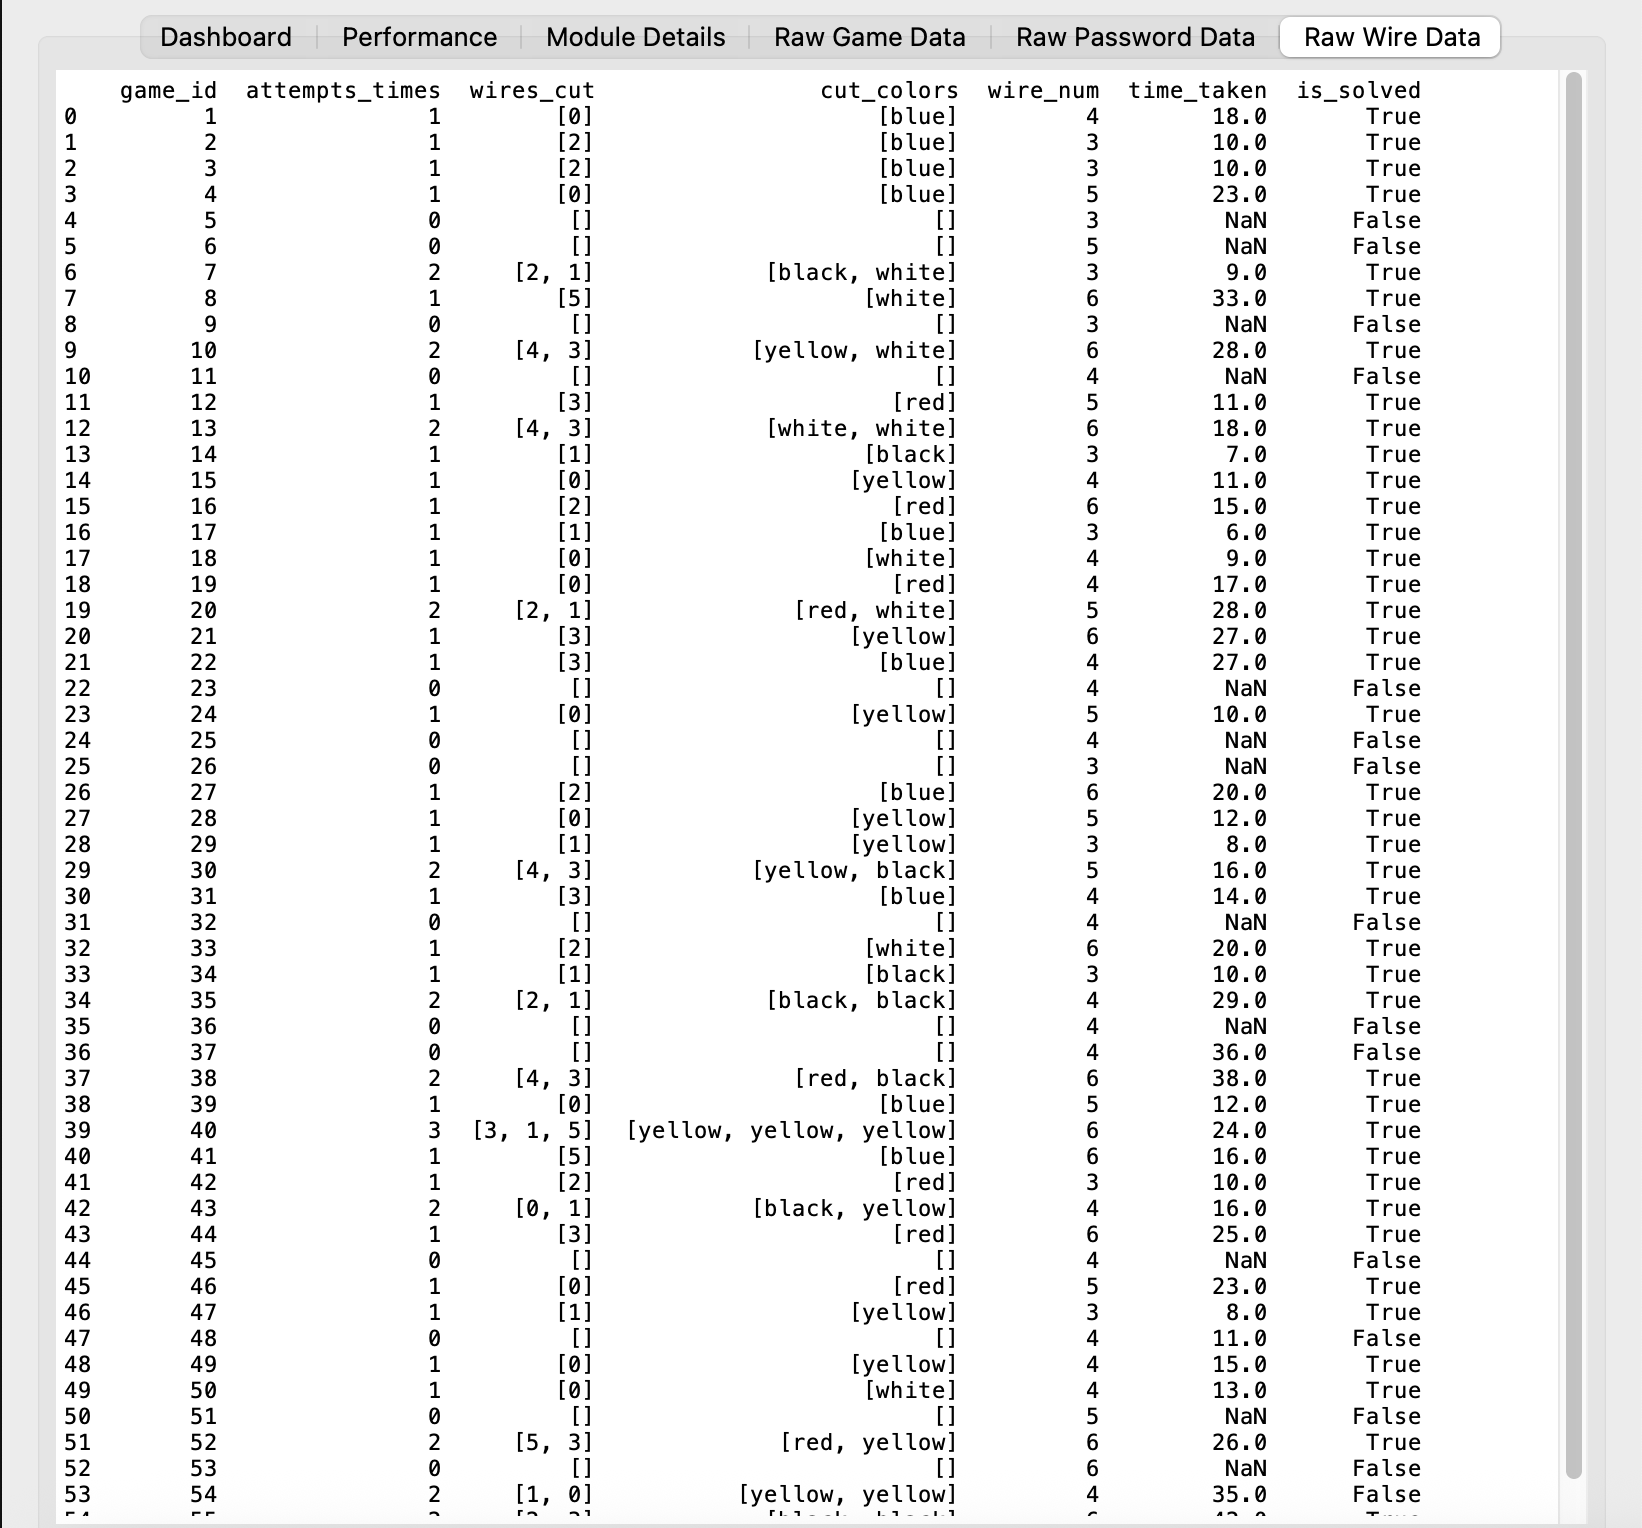 Dashboard Performance Module Details Raw Game Data Raw Password Data Raw Wire Data
game_id attempts_times wires_cut cut_colors wire_num time_taken is_solved
0 1 1 [0] [blue] 4 18.0 True
1 2 1 [2] [blue] 3 10.0 True
2 3 1 [2] [blue] 3 10.0 True
3 4 1 [0] [blue] 5 23.0 True
4 5 0 [] [] 3 NaN False
5 6 0 [] [] 5 NaN False
6 7 2 [2, 1] [black, white] 3 9.0 True
7 8 1 [5] [white] 6 33.0 True
8 9 0 [] [] 3 NaN False
9 10 2 [4, 3] [yellow, white] 6 28.0 True
10 11 0 [] [] 4 NaN False
11 12 1 [3] [red] 5 11.0 True
12 13 2 [4, 3] [white, white] 6 18.0 True
13 14 1 [1] [black] 3 7.0 True
14 15 1 [0] [yellow] 4 11.0 True
15 16 1 [2] [red] 6 15.0 True
16 17 1 [1] [blue] 3 6.0 True
17 18 1 [0] [white] 4 9.0 True
18 19 1 [0] [red] 4 17.0 True
19 20 2 [2, 1] [red, white] 5 28.0 True
20 21 1 [3] [yellow] 6 27.0 True
21 22 1 [3] [blue] 4 27.0 True
22 23 0 [] [] 4 NaN False
23 24 1 [0] [yellow] 5 10.0 True
24 25 0 [] [] 4 NaN False
25 26 0 [] [] 3 NaN False
26 27 1 [2] [blue] 6 20.0 True
27 28 1 [0] [yellow] 5 12.0 True
28 29 1 [1] [yellow] 3 8.0 True
29 30 2 [4, 3] [yellow, black] 5 16.0 True
30 31 1 [3] [blue] 4 14.0 True
31 32 0 [] [] 4 NaN False
32 33 1 [2] [white] 6 20.0 True
33 34 1 [1] [black] 3 10.0 True
34 35 2 [2, 1] [black, black] 4 29.0 True
35 36 0 [] [] 4 NaN False
36 37 0 [] [] 4 36.0 False
37 38 2 [4, 3] [red, black] 6 38.0 True
38 39 1 [0] [blue] 5 12.0 True
39 40 3 [3, 1, 5] [yellow, yellow, yellow] 6 24.0 True
40 41 1 [5] [blue] 6 16.0 True
41 42 1 [2] [red] 3 10.0 True
42 43 2 [0, 1] [black, yellow] 4 16.0 True
43 44 1 [3] [red] 6 25.0 True
44 45 0 [] [] 4 NaN False
45 46 1 [0] [red] 5 23.0 True
46 47 1 [1] [yellow] 3 8.0 True
47 48 0 [] [] 4 11.0 False
48 49 1 [0] [yellow] 4 15.0 True
49 50 1 [0] [white] 4 13.0 True
50 51 0 [] [] 5 NaN False
51 52 2 [5, 3] [red, yellow] 6 26.0 True
52 53 0 [] [] 6 NaN False
53 54 2 [1, 0] [yellow, yellow] 4 35.0 False